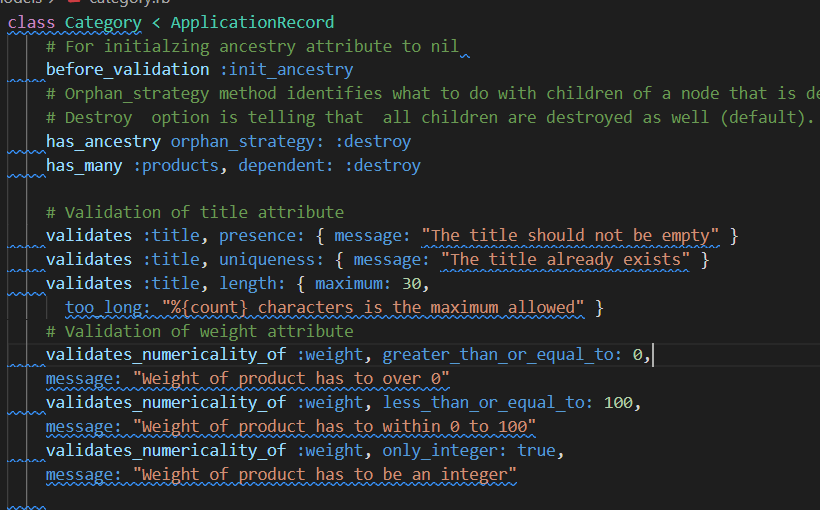 category.rb
class Category < ApplicationRecord
# For initialzing ancestry attribute to nil
before_validation :init_ancestry
# Orphan_strategy method identifies what to do with children of a node that is
# Destroy  option is telling that  all children are destroyed as well (default).
has_ancestry orphan_strategy: :destroy
has_many :products, dependent: :destroy
# Validation of title attribute
validates :title, presence: { message: "The title should not be empty" }
validates :title, uniqueness: { message: "The title already exists" }
validates :title, length: { maximum: 30,
too_long: "%{count} characters is the maximum allowed" }
# Validation of weight attribute
validates_numericality_of :weight, greater_than_or_equal_to: 0,
message: "Weight of product has to over 0"
validates_numericality_of :weight, less_than_or_equal_to: 100,
message: "Weight of product has to within 0 to 100"
validates_numericality_of :weight, only_integer: true,
message: "Weight of product has to be an integer"